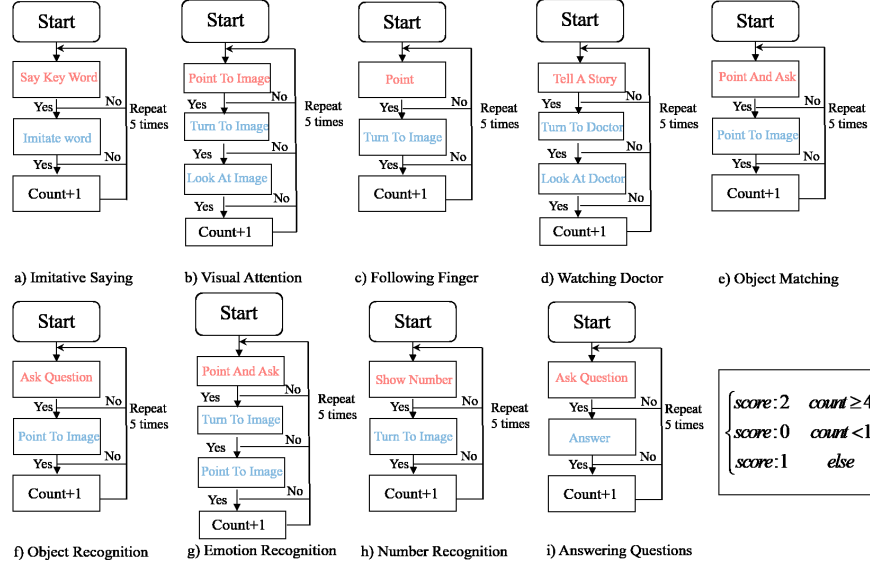 Start
Say Key Word
Yes
No
Repeat
5 times
Imitate word
Yes
No
Count+1
a) Imitative Saying
Start
Point To Image
Yes
No
Repeat
5 times
Turn To Image
Yes
No
Look At Image
Yes
No
Count+1
b) Visual Attention
Start
Point
Yes
No
Repeat
5 times
Turn To Image
Yes
No
Count+1
c) Following Finger
Start
Tell A Story
Yes
No
Repeat
5 times
Turn To Doctor
Yes
No
Look At Doctor
Yes
No
Count+1
d) Watching Doctor
Start
Point And Ask
Yes
No
Repeat
5 times
Point To Image
Yes
No
Count+1
e) Object Matching
Start
Ask Question
Yes
No
Repeat
5 times
Point To Image
Yes
No
Count+1
f) Object Recognition
Start
Point And Ask
Yes
No
Repeat
5 times
Turn To Image
Yes
Point To Image
Yes
No
Count+1
g) Emotion Recognition
Start
Show Number
Yes
No
Repeat
5 times
Turn To Image
Yes
No
Count+1
h) Number Recognition
Start
Ask Question
Yes
No
Repeat
5 times
Answer
Yes
No
Count+1
i) Answering Questions
score:2 count≥4
score:0 count<1
score:1 else